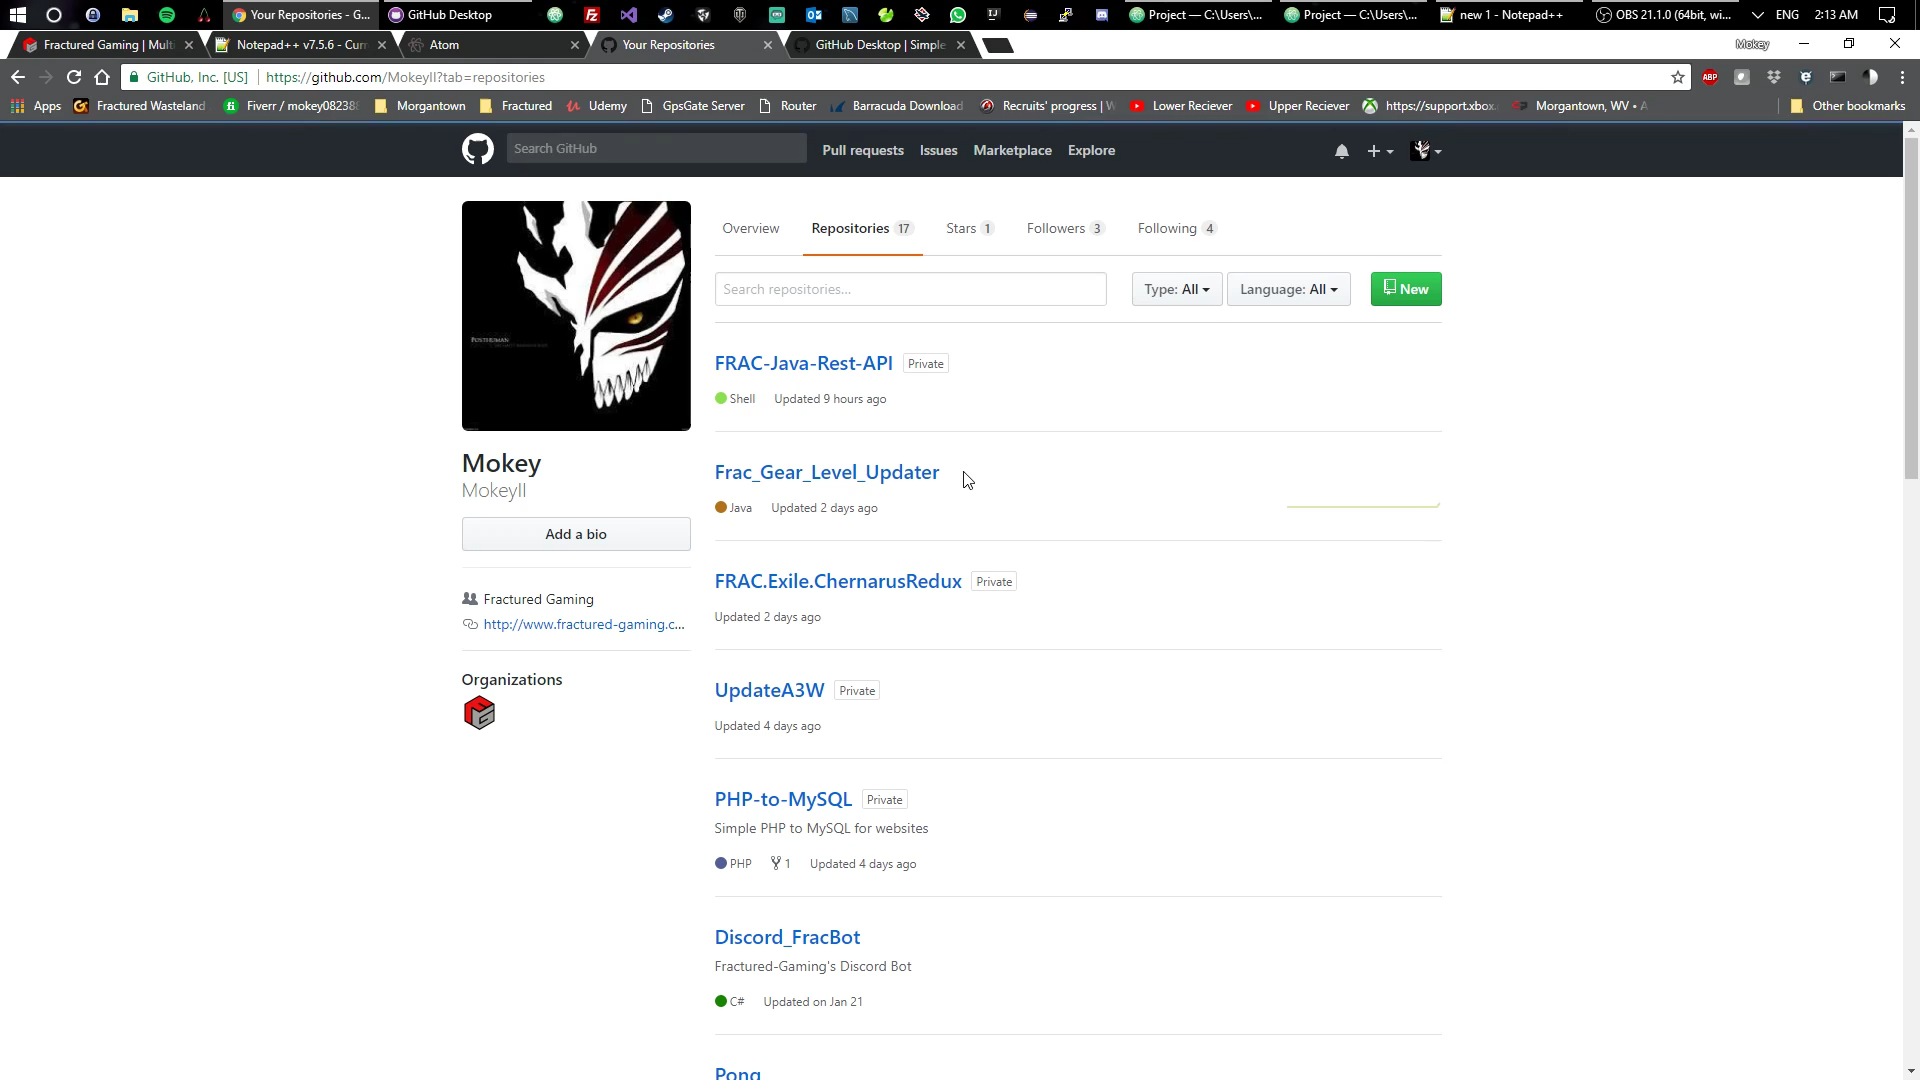 Your Repositories - G...
GitHub Desktop
Project — C:\Users\...
Project — C:\Users\...
new 1 - Notepad++
OBS 21.1.0 (64bit, wi...
ENG
2:13 AM
Fractured Gaming | Mult
Notepad++ v7.5.6 - Curr
Atom
Your Repositories
GitHub Desktop | Simple
Mokey
GitHub, Inc. [US]
https://github.com/MokeyII?tab=repositories
ABP
Apps
Fractured Wasteland
Fiverr / mokey08238
Morgantown
Fractured
Udemy
GpsGate Server
Router
Barracuda Download
Recruits' progress | W
Lower Reciever
Upper Reciever
https://support.xbox.
Morgantown, WV • A
Other bookmarks
Search GitHub
Pull requests
Issues
Marketplace
Explore
Overview
Repositories 17
Stars 1
Followers 3
Following 4
Search repositories...
Type: All
Language: All
New
FRAC-Java-Rest-API Private
Shell Updated 9 hours ago
Mokey
MokeyII
Add a bio
Fractured Gaming
http://www.fractured-gaming.c...
Organizations
Frac_Gear_Level_Updater
Java Updated 2 days ago
FRAC.Exile.ChernarusRedux Private
Updated 2 days ago
UpdateA3W Private
Updated 4 days ago
PHP-to-MySQL Private
Simple PHP to MySQL for websites
PHP 1 Updated 4 days ago
Discord_FracBot
Fractured-Gaming's Discord Bot
C# Updated on Jan 21
Pong